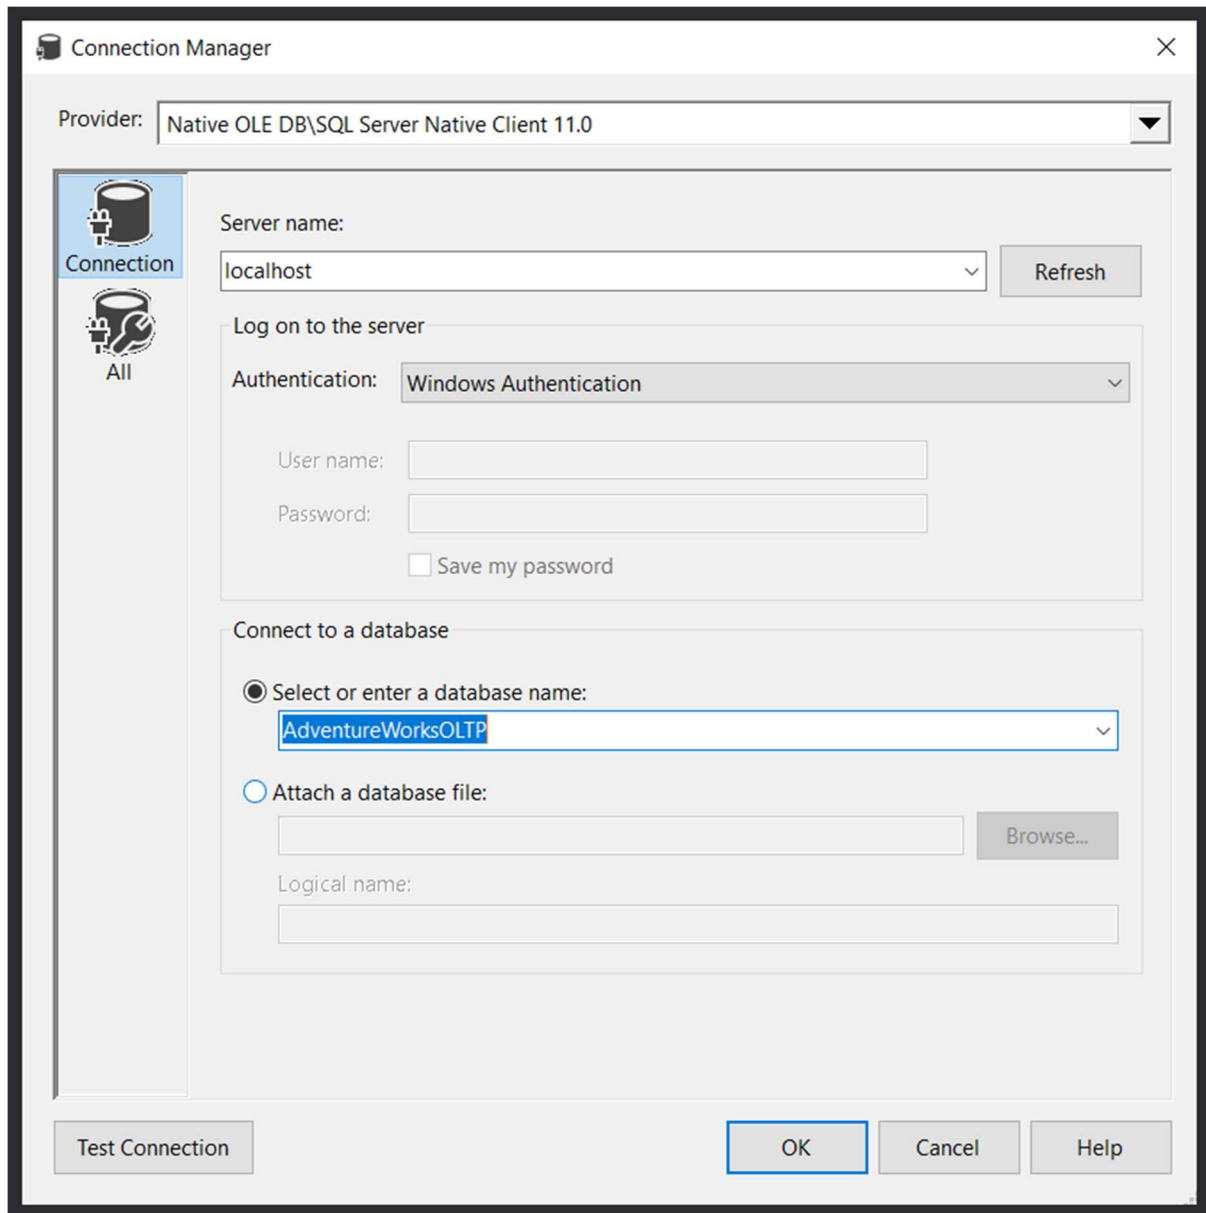 Connection Manager
Provider: Native OLE DB\SQL Server Native Client 11.0
Connection
All
Server name:
localhost
Refresh
Log on to the server
Authentication: Windows Authentication
User name:
Password:
Save my password
Connect to a database
Select or enter a database name:
AdventureWorksOLTP
Attach a database file:
Browse...
Logical name:
Test Connection
OK
Cancel
Help